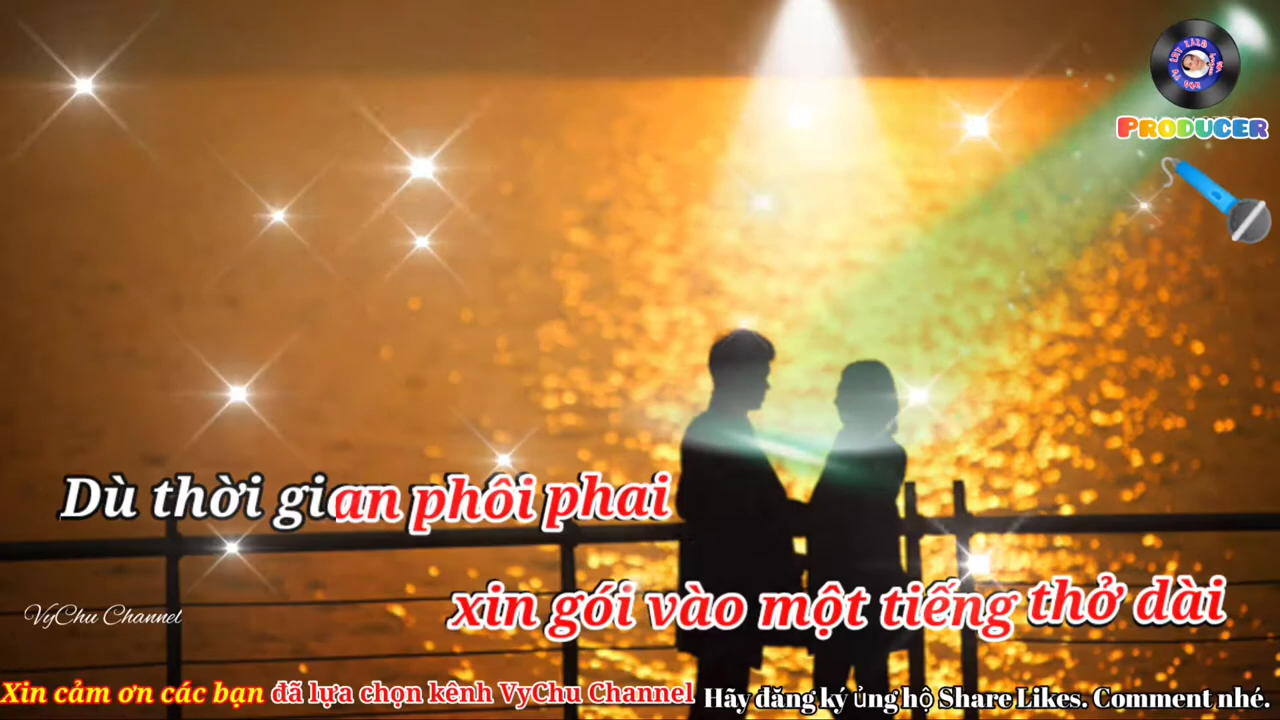 PRODUCER
Dù thời gian phôi phai
xin gói vào một tiếng thở dài
VyChu Channel
Xin cảm ơn các bạn đã lựa chọn kênh VyChu Channel Hãy đăng ký ủng hộ Share Likes. Comment nhé.